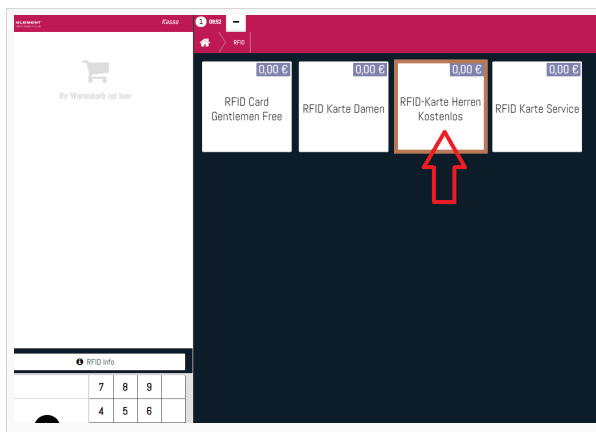 ELEMENT
Kasse
1 09:52 −
RFID
Ihr Warenkorb ist leer
0,00 €
RFID Card
Gentlemen Free
0,00 €
RFID Karte Damen
0,00 €
RFID-Karte Herren
Kostenlos
0,00 €
RFID Karte Service
RFID Info
7 8 9
4 5 6